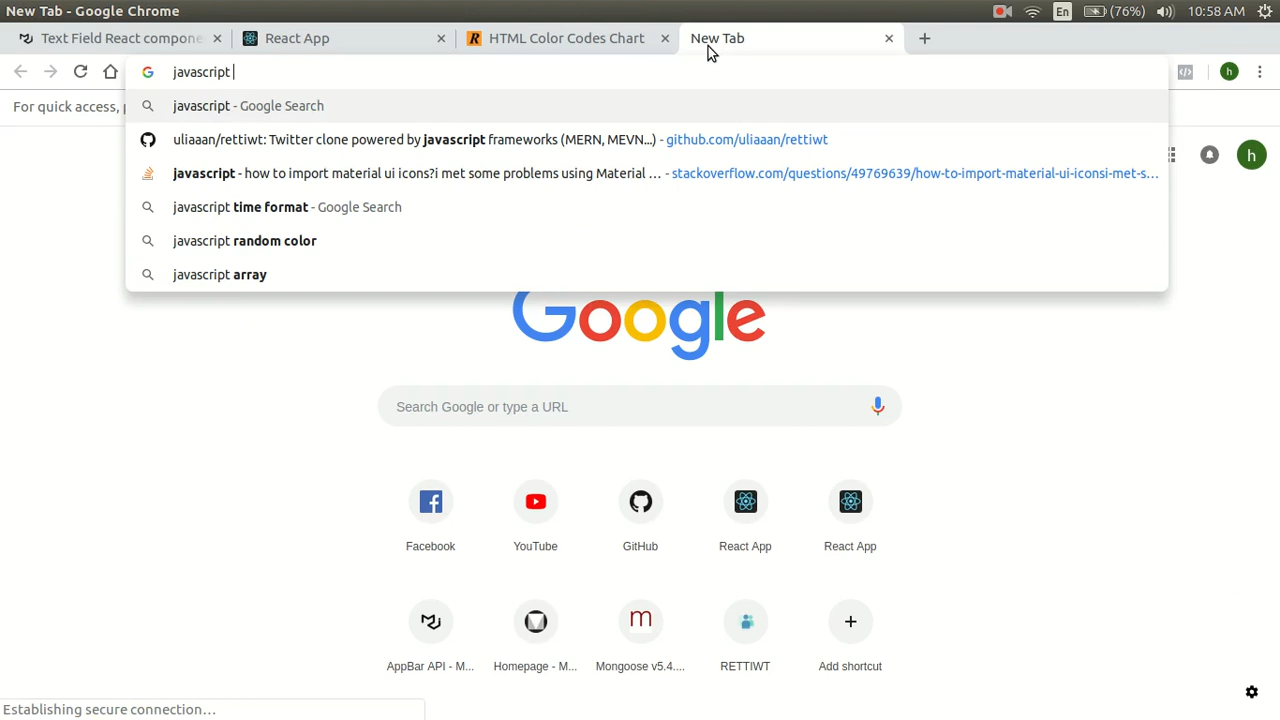 New Tab - Google Chrome
En (76%) 10:58 AM
Text Field React compone
React App
HTML Color Codes Chart
New Tab
javascript
h
For quick access, p
javascript - Google Search
uliaaan/rettiwt: Twitter clone powered by javascript frameworks (MERN, MEVN...) - github.com/uliaaan/rettiwt
javascript - how to import material ui icons?i met some problems using Material ... - stackoverflow.com/questions/49769639/how-to-import-material-ui-iconsi-met-s...
javascript time format - Google Search
javascript random color
javascript array
h
Google
Search Google or type a URL
Facebook
YouTube
GitHub
React App
React App
m
AppBar API - M...
Homepage - M...
Mongoose v5.4....
RETTIWT
Add shortcut
Establishing secure connection...